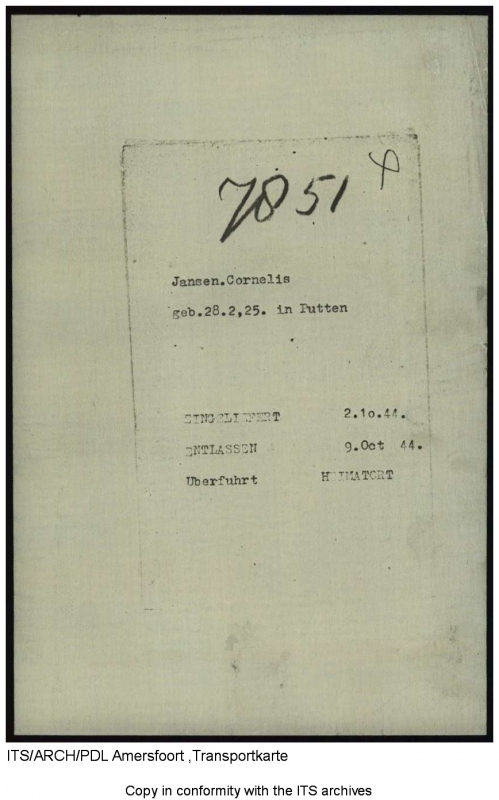 7851
Jansen.Cornelis
geb.28.2,25. in Putten
EINGELIEFERT 2.1o.44.
ENTLASSEN 9.Oct 44.
Uberfuhrt HEIMATORT
ITS/ARCH/PDL Amersfoort ,Transportkarte
Copy in conformity with the ITS archives